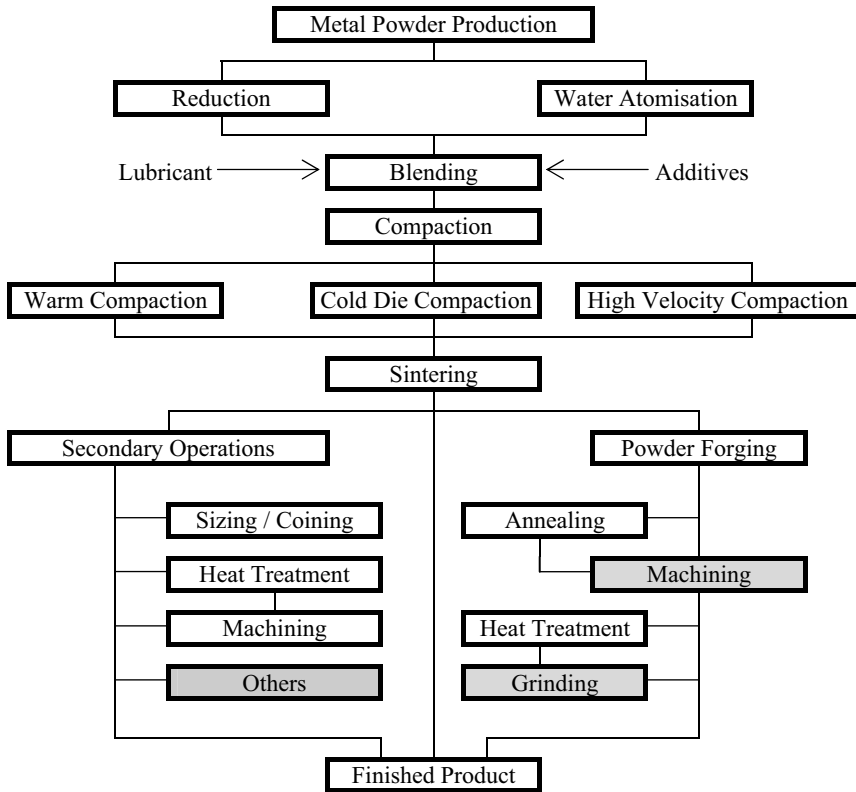 Metal Powder Production
Reduction
Water Atomisation
Lubricant
Blending
Additives
Compaction
Warm Compaction
Cold Die Compaction
High Velocity Compaction
Sintering
Secondary Operations
Powder Forging
Sizing / Coining
Annealing
Heat Treatment
Machining
Machining
Heat Treatment
Others
Grinding
Finished Product